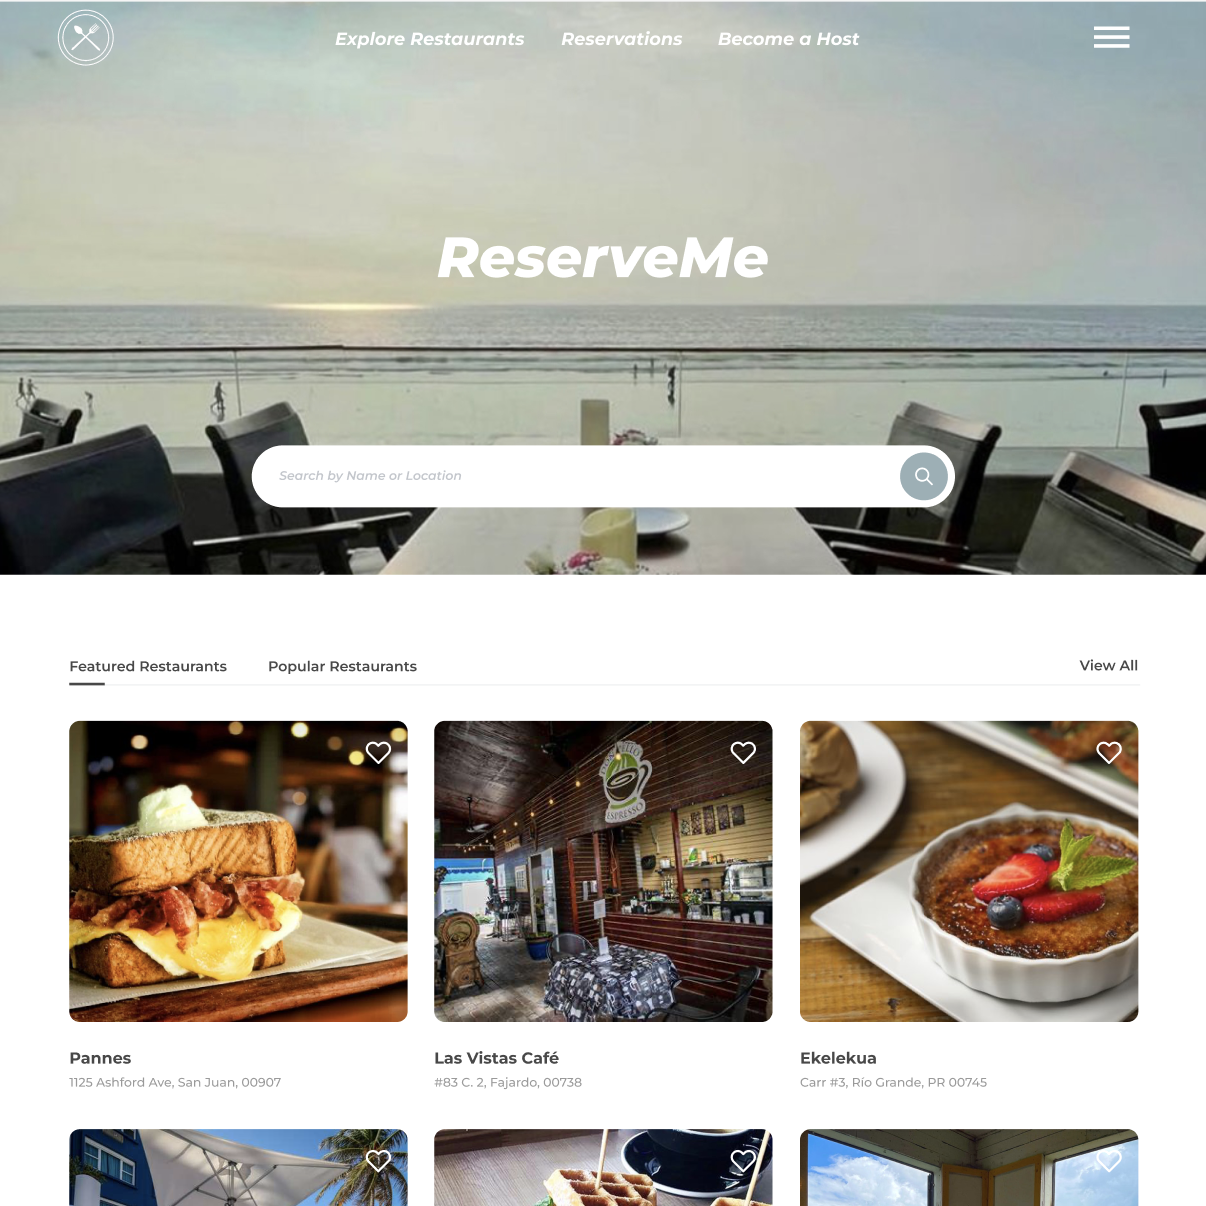 Explore Restaurants Reservations Become a Host
ReserveMe
Search by Name or Location
Featured Restaurants Popular Restaurants View All
ESPRESSO
Pannes Las Vistas Café Ekelekua
1125 Ashford Ave, San Juan, 00907 #83 C. 2, Fajardo, 00738 Carr #3, Río Grande, PR 00745